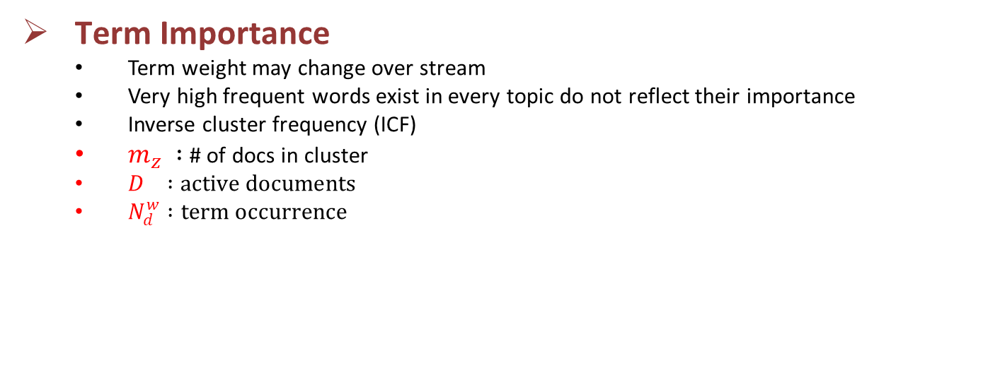 ➢ Term Importance
• Term weight may change over stream
• Very high frequent words exist in every topic do not reflect their importance
• Inverse cluster frequency (ICF)
• m_z : # of docs in cluster
• D : active documents
• N_d^w : term occurrence